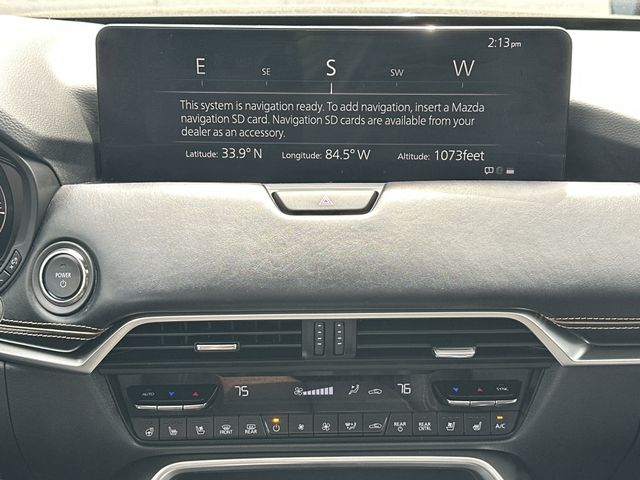 2:13pm
E SE S SW W
This system is navigation ready. To add navigation, insert a Mazda
navigation SD card. Navigation SD cards are available from your
dealer as an accessory.
Latitude: 33.9° N Longitude: 84.5° W Altitude: 1073feet
POWER
AUTO 75 76 SYNC
FRONT REAR REAR REAR CNTRL A/C